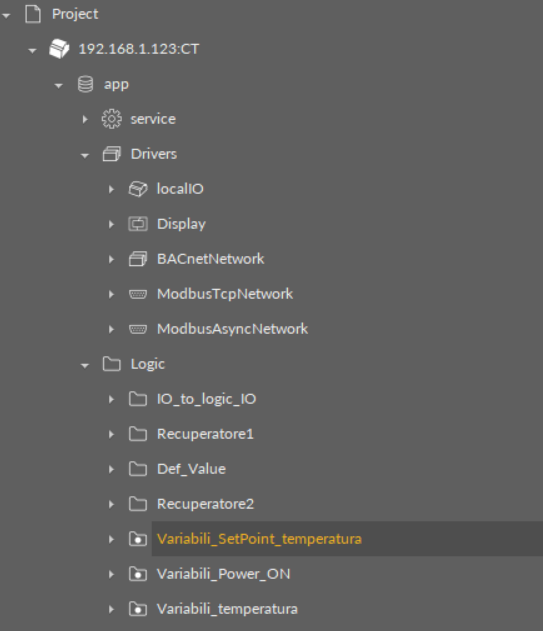 Project
192.168.1.123:CT
app
service
Drivers
localIO
Display
BACnetNetwork
ModbusTcpNetwork
ModbusAsyncNetwork
Logic
IO_to_logic_IO
Recuperatore1
Def_Value
Recuperatore2
Variabili_SetPoint_temperatura
Variabili_Power_ON
Variabili_temperatura